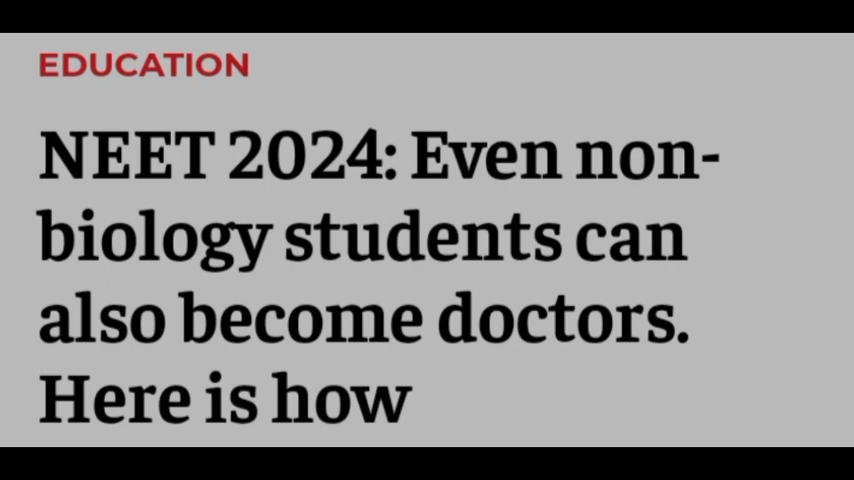 EDUCATION
NEET 2024: Even non-
biology students can
also become doctors.
Here is how